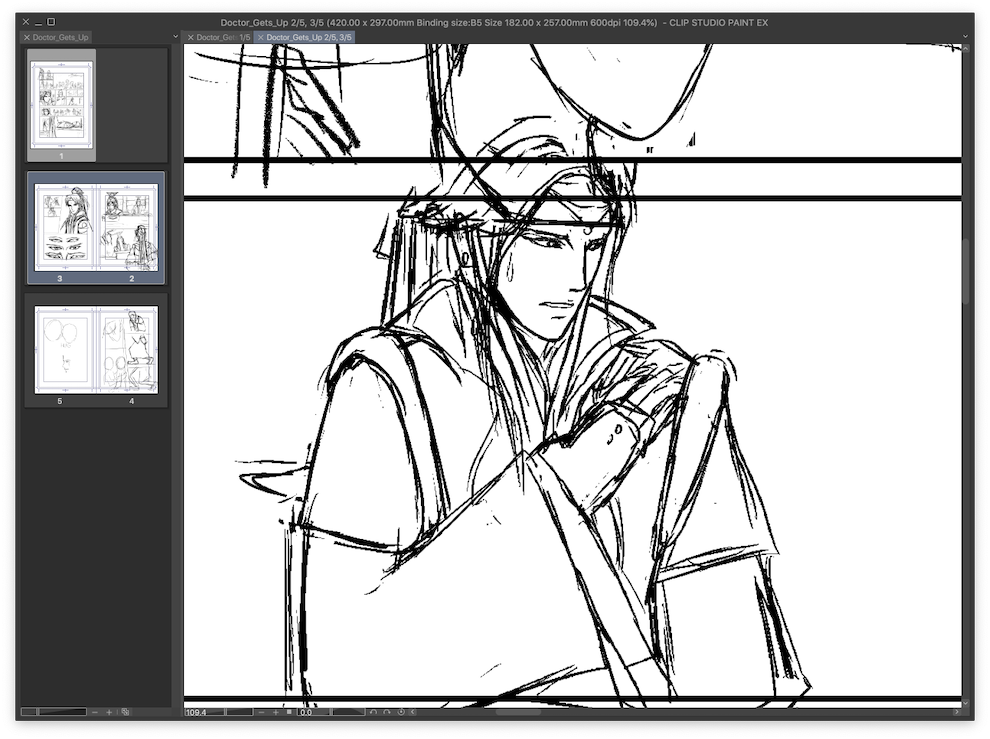 Doctor_Gets_Up 2/5, 3/5 (420.00 x 297.00mm Binding size:B5 Size 182.00 x 257.00mm 600dpi 109.4%) - CLIP STUDIO PAINT EX
Doctor_Gets_Up
Doctor_Get 1/5
Doctor_Gets_Up 2/5, 3/5
1
3 2
5 4
109.4
0.0